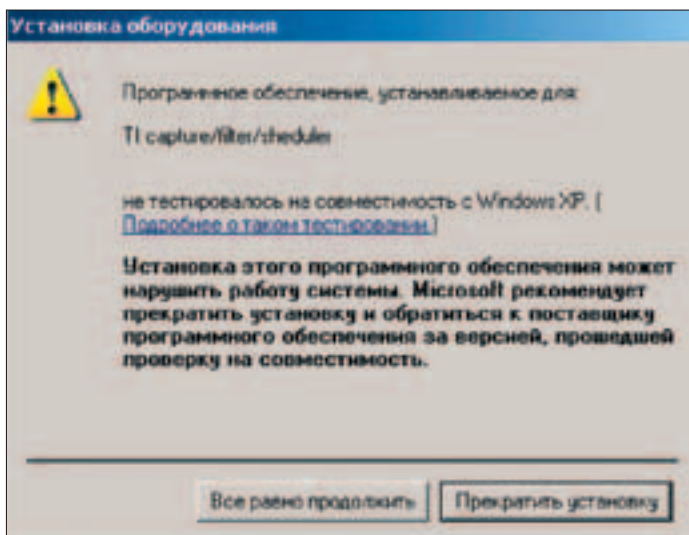 Установка оборудования
Программное обеспечение, устанавливаемое для:
TI capture/filter/sheduler
не тестировалось на совместимость с Windows XP. (
Подробнее о таком тестировании.)
Установка этого программного обеспечения может
нарушить работу системы. Microsoft рекомендует
прекратить установку и обратиться к поставщику
программного обеспечения за версией, прошедшей
проверку на совместимость.
Все равно продолжить
Прекратить установку